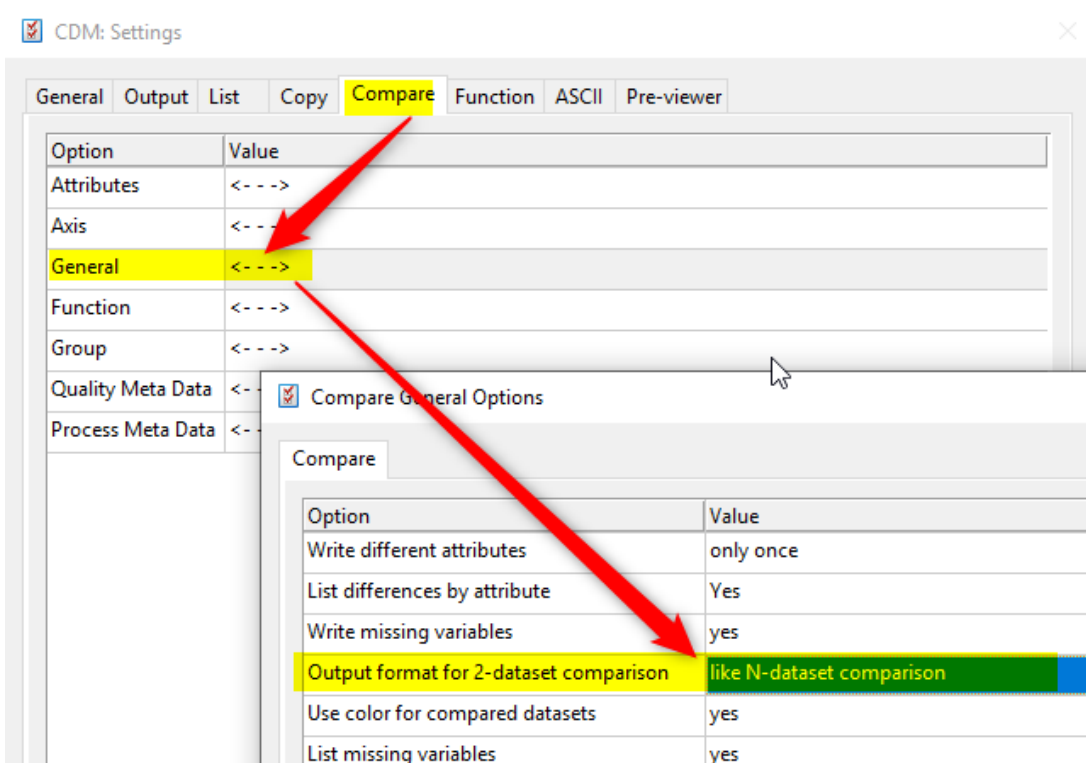 CDM: Settings
General Output List Copy Compare Function ASCII Pre-viewer
Option Value
Attributes <- - ->
Axis <- -
General <- - ->
Function <- - ->
Group <- - ->
Quality Meta Data <- -
Process Meta Data <- -
Compare General Options
Compare
Option Value
Write different attributes only once
List differences by attribute Yes
Write missing variables yes
Output format for 2-dataset comparison like N-dataset comparison
Use color for compared datasets yes
List missing variables yes